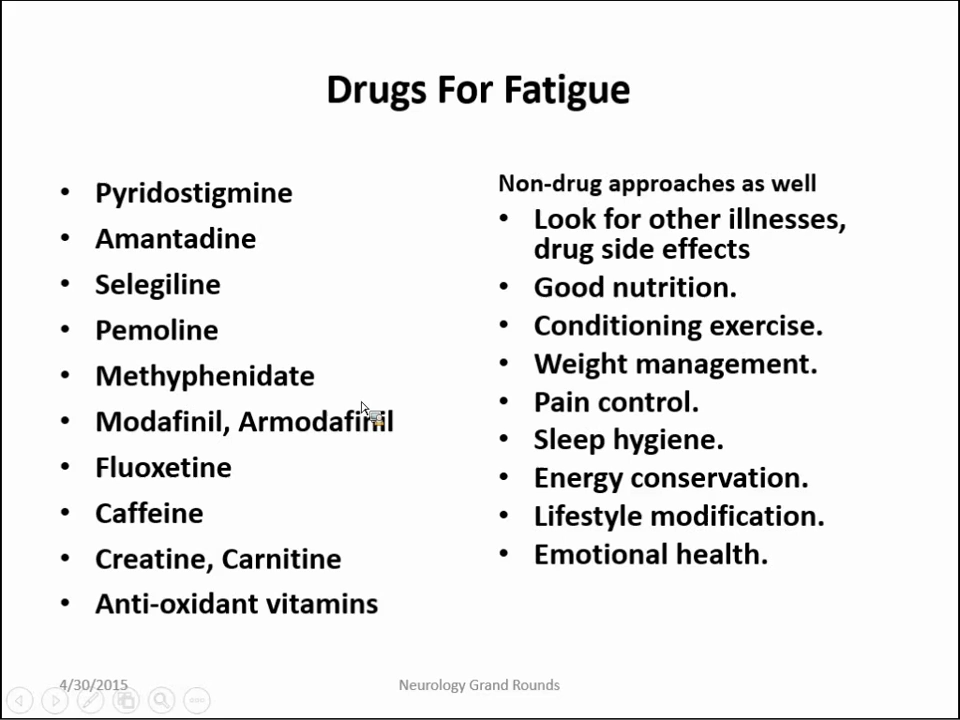 Drugs For Fatigue
• Pyridostigmine
• Amantadine
• Selegiline
• Pemoline
• Methyphenidate
• Modafinil, Armodafinil
• Fluoxetine
• Caffeine
• Creatine, Carnitine
• Anti-oxidant vitamins
Non-drug approaches as well
• Look for other illnesses,
drug side effects
• Good nutrition.
• Conditioning exercise.
• Weight management.
• Pain control.
• Sleep hygiene.
• Energy conservation.
• Lifestyle modification.
• Emotional health.
4/30/2015
Neurology Grand Rounds